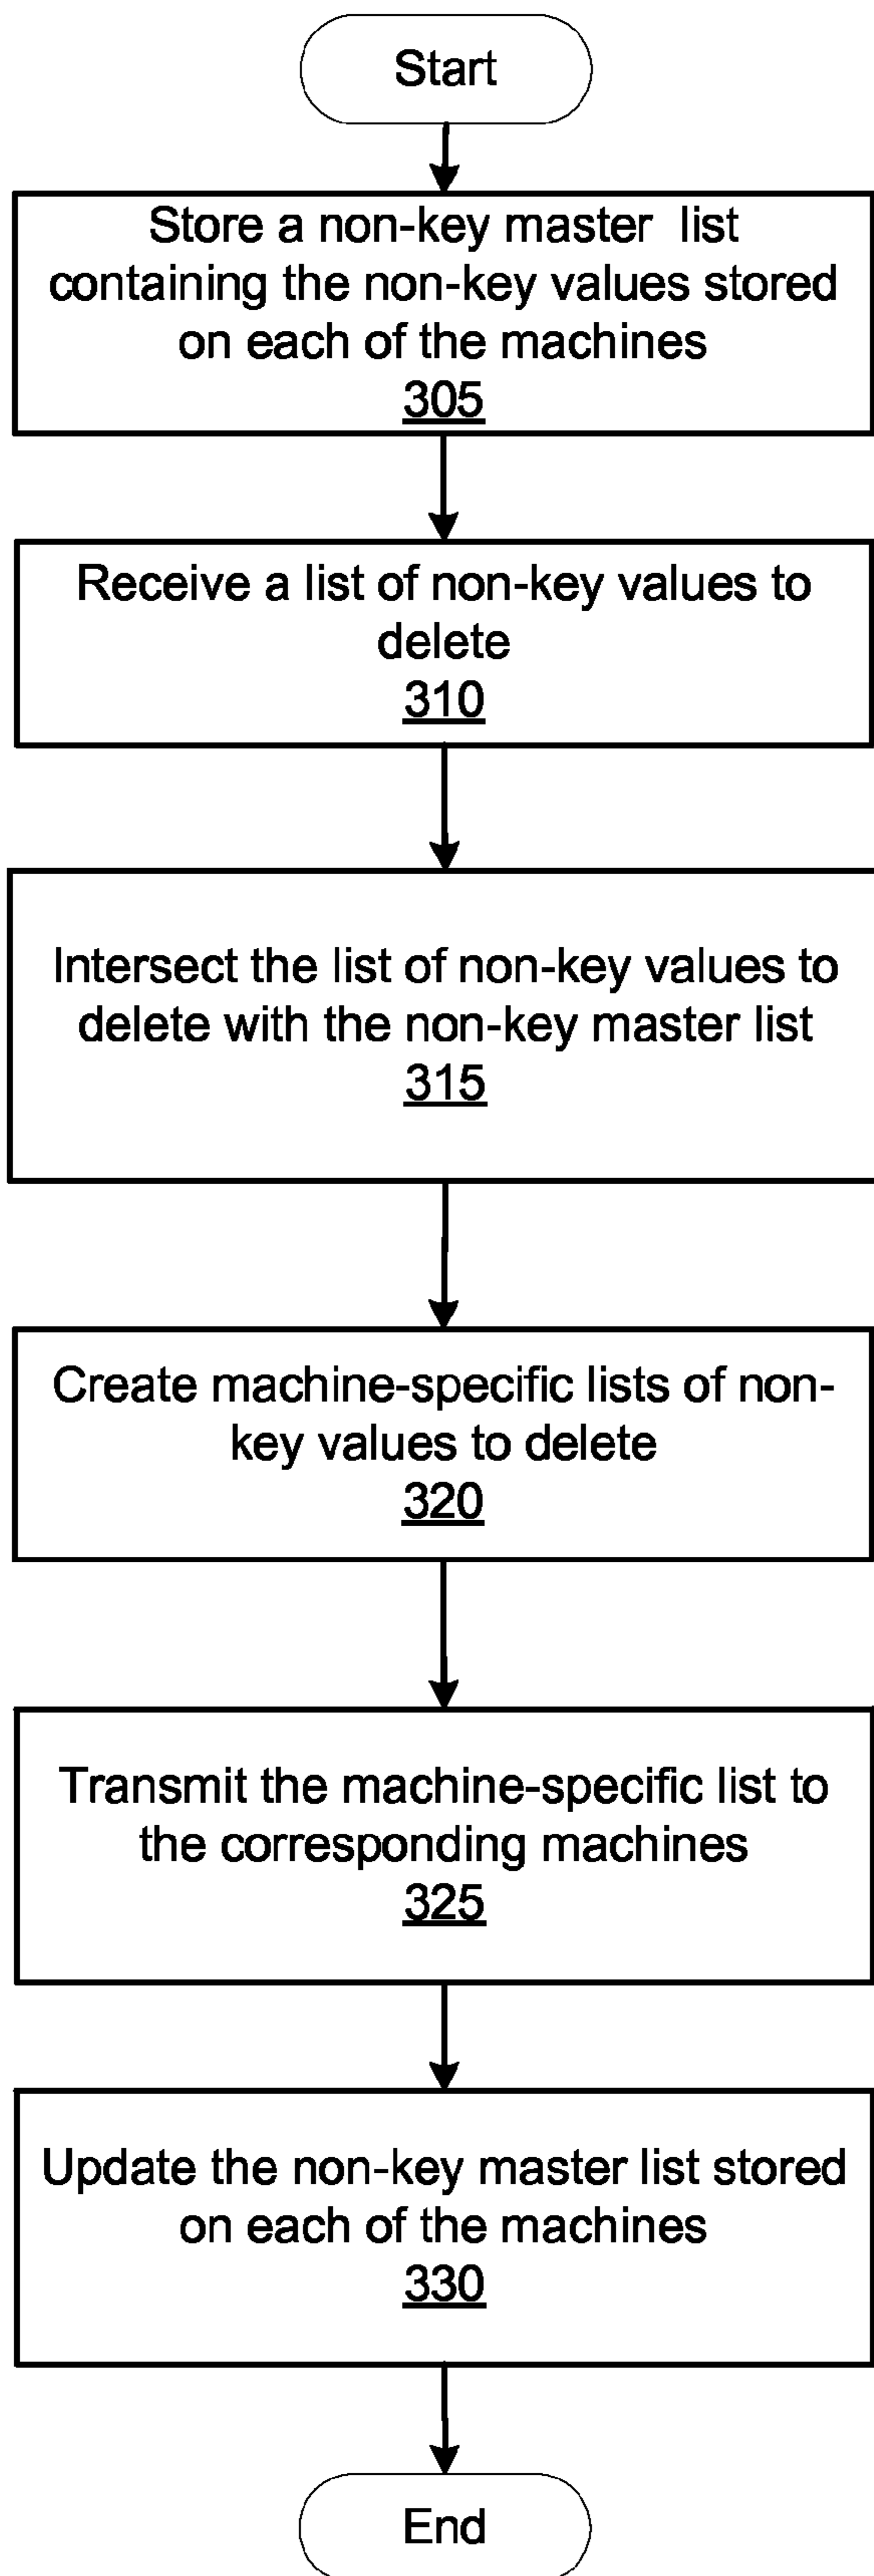 Start
Store a non-key master list
containing the non-key values stored
on each of the machines
305
Receive a list of non-key values to
delete
310
Intersect the list of non-key values to
delete with the non-key master list
315
Create machine-specific lists of non-
key values to delete
320
Transmit the machine-specific list to
the corresponding machines
325
Update the non-key master list stored
on each of the machines
330
End